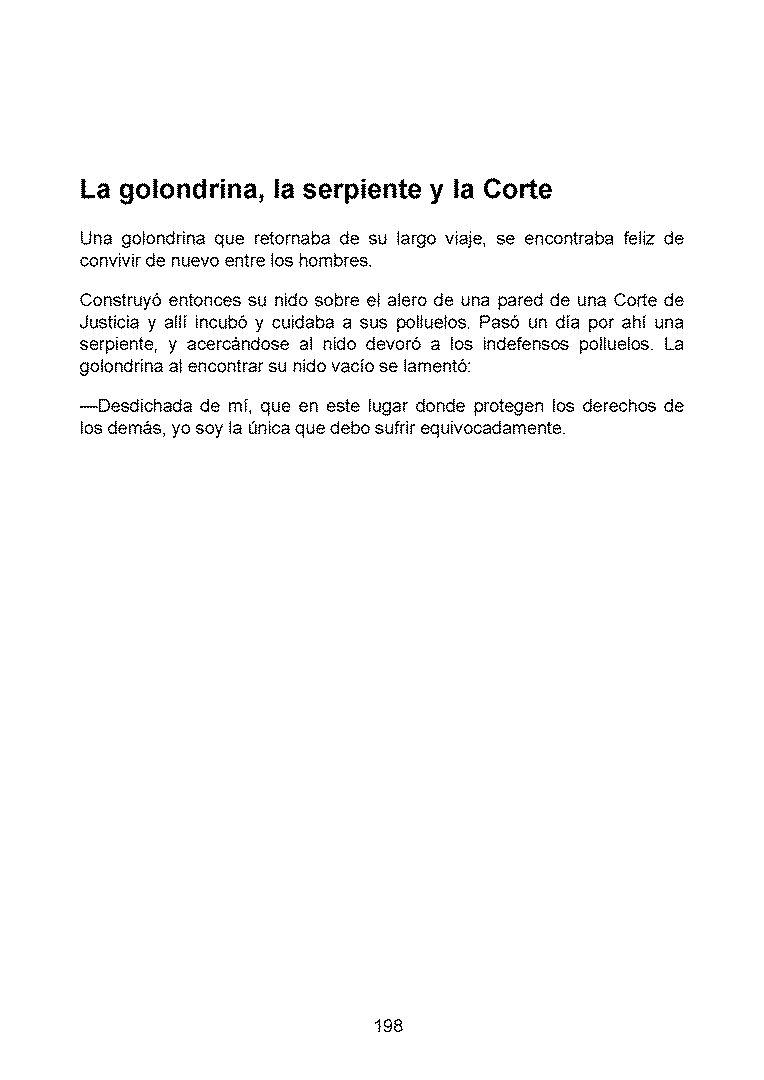 La golondrina, la serpiente y la Corte
Una golondrina que retornaba de su largo viaje, se encontraba feliz de
convivir de nuevo entre los hombres.
Construyó entonces su nido sobre el alero de una pared de una Corte de
Justicia y allí incubó y cuidaba a sus polluelos. Pasó un día por ahí una
serpiente, y acercándose al nido devoró a los indefensos polluelos. La
golondrina al encontrar su nido vacío se lamentó:
—Desdichada de mí, que en este lugar donde protegen los derechos de
los demás, yo soy la única que debo sufrir equivocadamente.
198